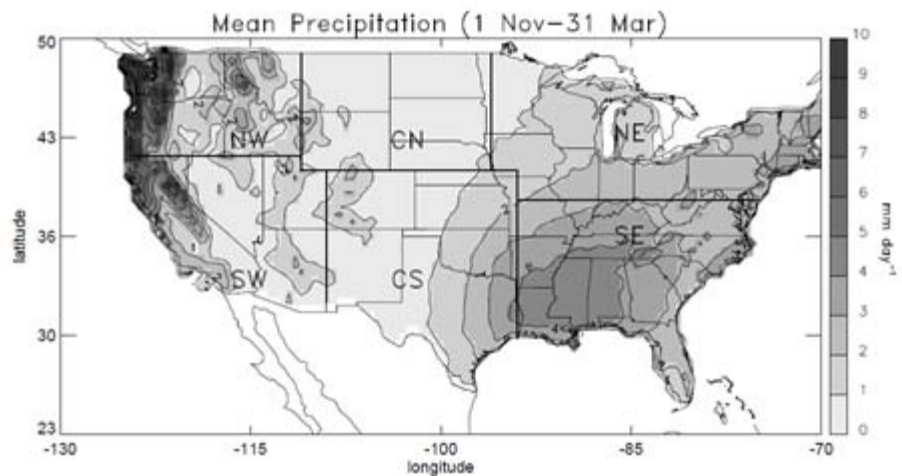 Mean Precipitation (1 Nov-31 Mar)
50
43
36
30
23
latitude
-130
-115
-100
-85
-70
longitude
NW
CN
NE
SW
CS
SE
10
9
8
7
6
5
4
3
2
1
0
mm day⁻¹